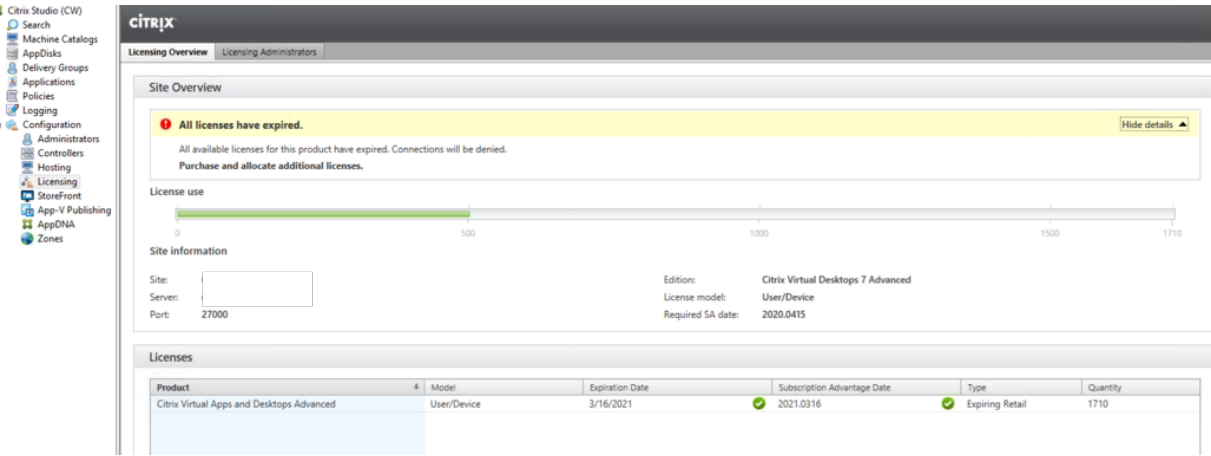 Citrix Studio (CW)
Search
Machine Catalogs
AppDisks
Delivery Groups
Applications
Policies
Logging
Configuration
Administrators
Controllers
Hosting
Licensing
StoreFront
App-V Publishing
AppDNA
Zones
CITRIX
Licensing Overview Licensing Administrators
Site Overview
All licenses have expired. Hide details
All available licenses for this product have expired. Connections will be denied.
Purchase and allocate additional licenses.
License use
0 500 1000 1500 1710
Site information
Site: Edition: Citrix Virtual Desktops 7 Advanced
Server: License model: User/Device
Port: 27000 Required SA date: 2020.0415
Licenses
Product Model Expiration Date Subscription Advantage Date Type Quantity
Citrix Virtual Apps and Desktops Advanced User/Device 3/16/2021 2021.0316 Expiring Retail 1710